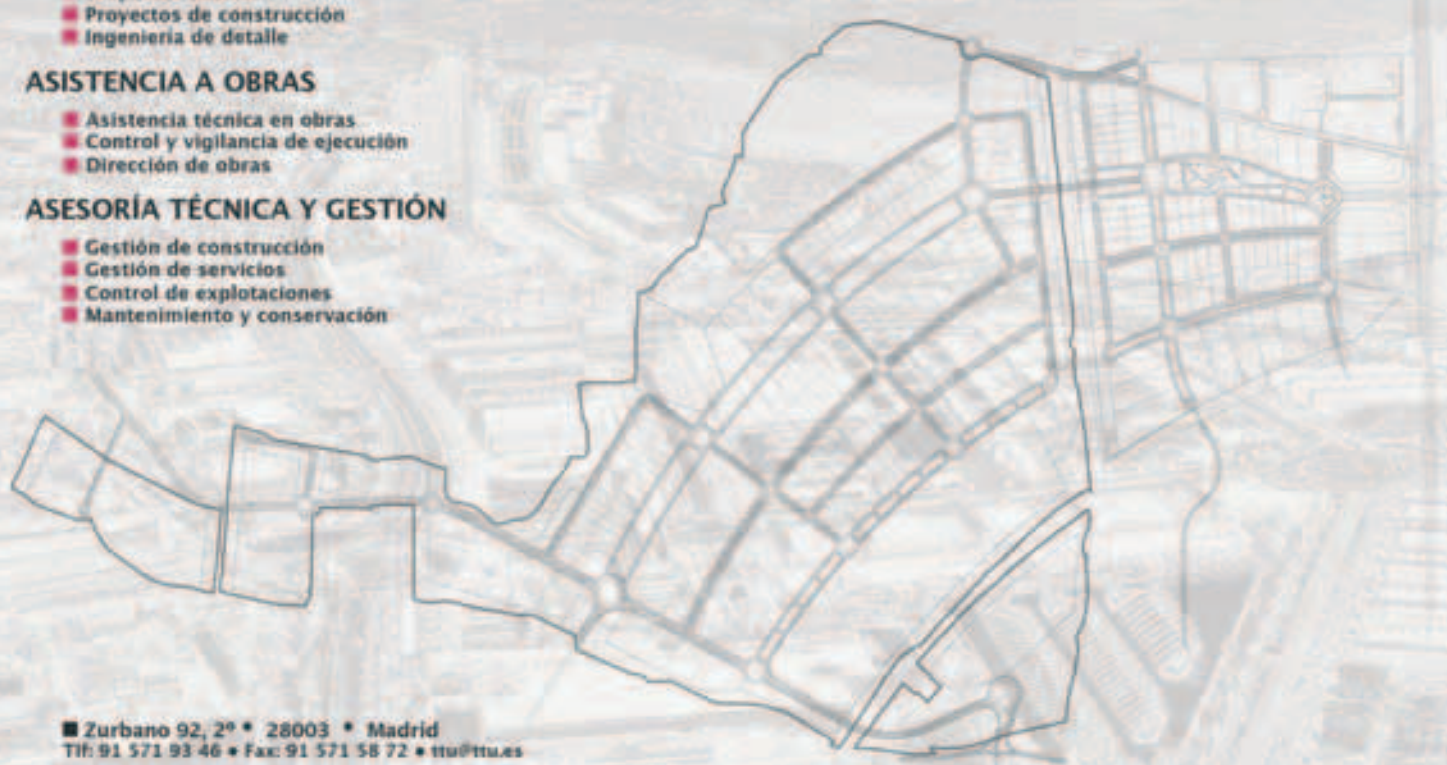 Proyectos de construcción
Ingeniería de detalle
ASISTENCIA A OBRAS
Asistencia técnica en obras
Control y vigilancia de ejecución
Dirección de obras
ASESORÍA TÉCNICA Y GESTIÓN
Gestión de construcción
Gestión de servicios
Control de explotaciones
Mantenimiento y conservación
Zurbano 92, 2º • 28003 • Madrid
Tlf: 91 571 93 46 • Fax: 91 571 58 72 • ttu@ttu.es